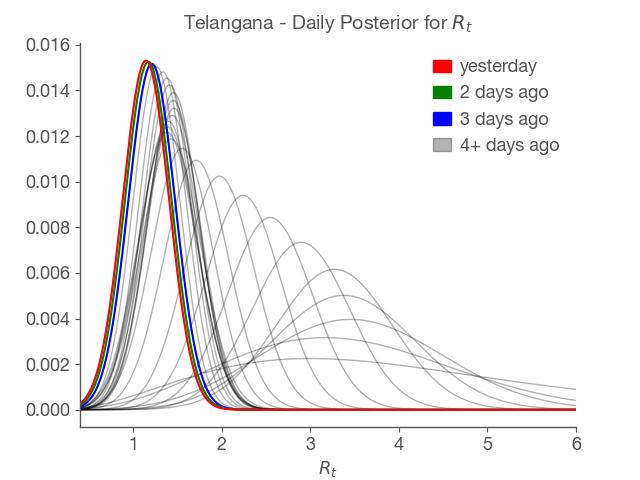 Telangana - Daily Posterior for $R_t$
0.016
0.014
0.012
0.010
0.008
0.006
0.004
0.002
0.000
yesterday
2 days ago
3 days ago
4+ days ago
1 2 3 4 5 6
$R_t$